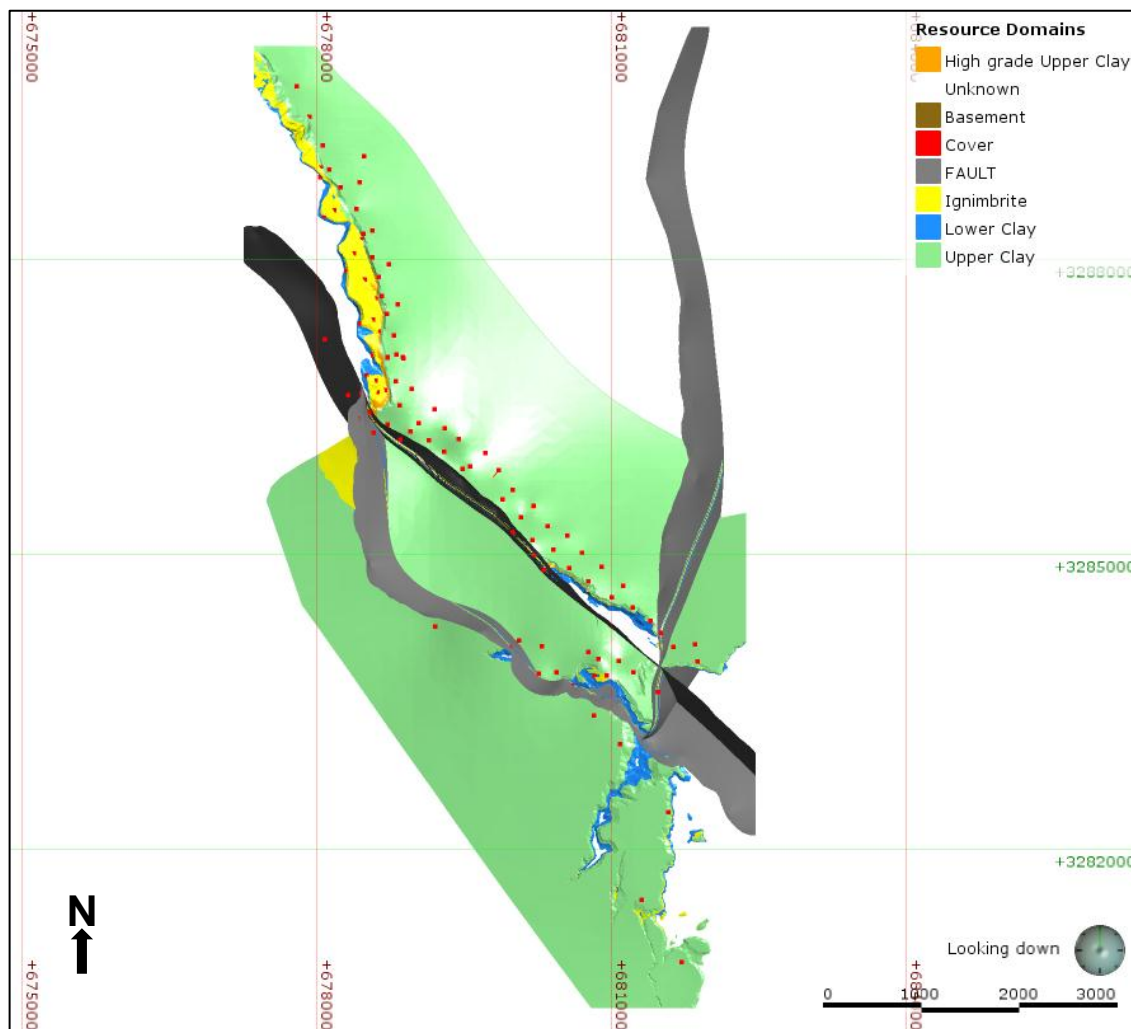 +675000
+678000
+681000
Resource Domains
High grade Upper Clay
Unknown
Basement
Cover
FAULT
Ignimbrite
Lower Clay
Upper Clay
+3288000
+3285000
+3282000
N
Looking down
0 1000 2000 3000
+675000
+678000
+681000